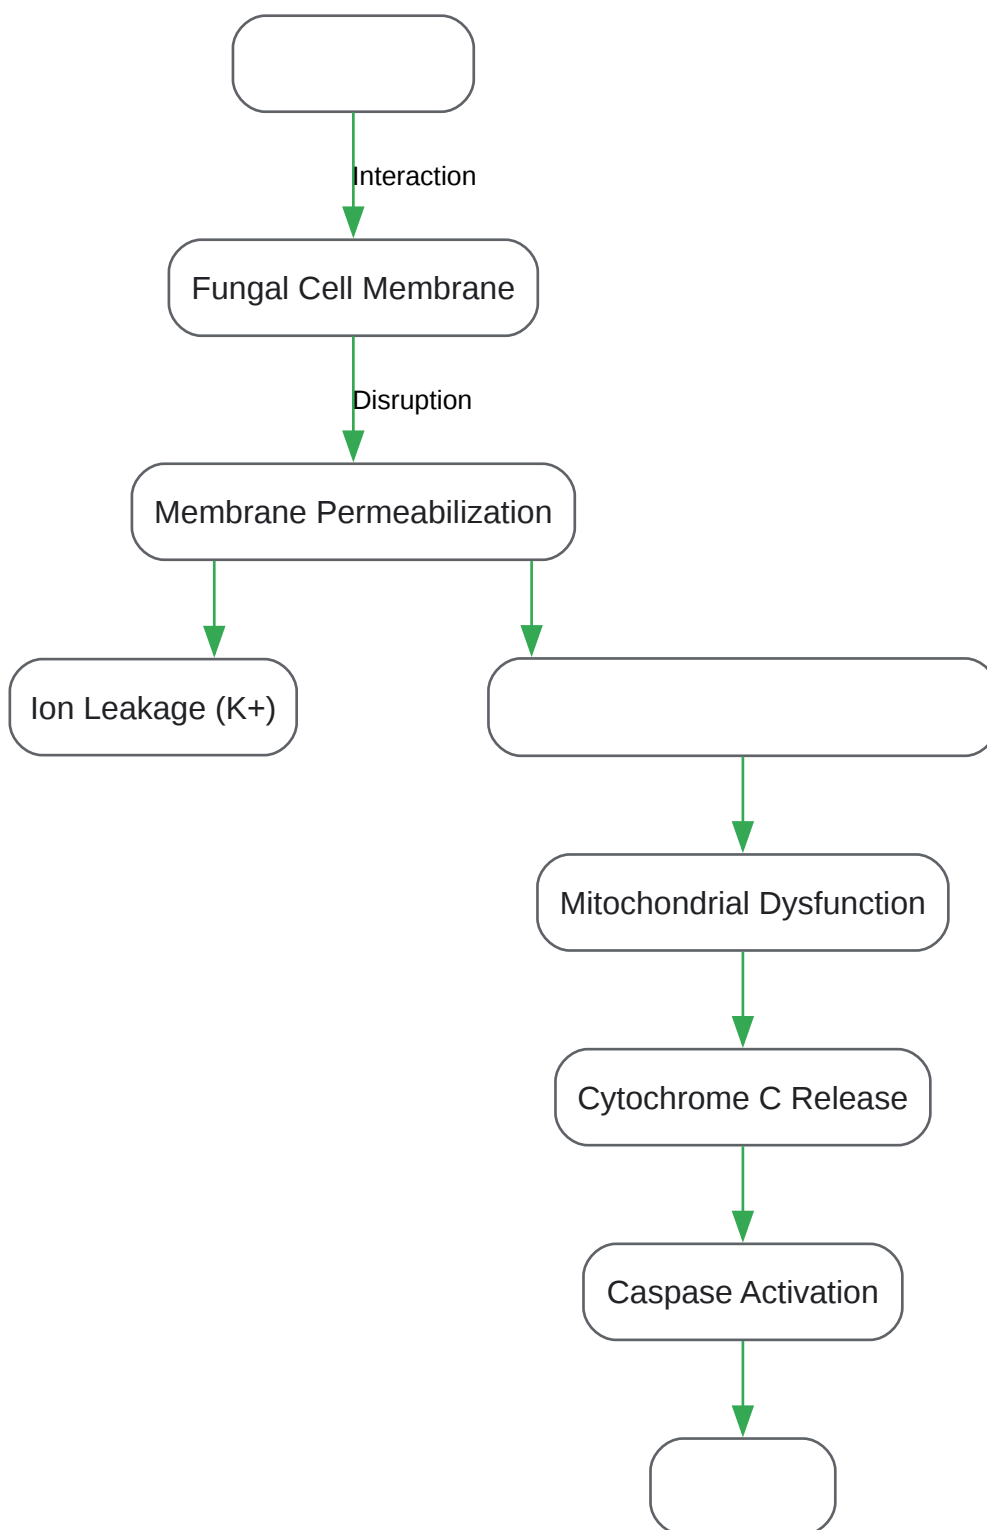 Interaction
Fungal Cell Membrane
Disruption
Membrane Permeabilization
Ion Leakage (K+)
Mitochondrial Dysfunction
Cytochrome C Release
Caspase Activation